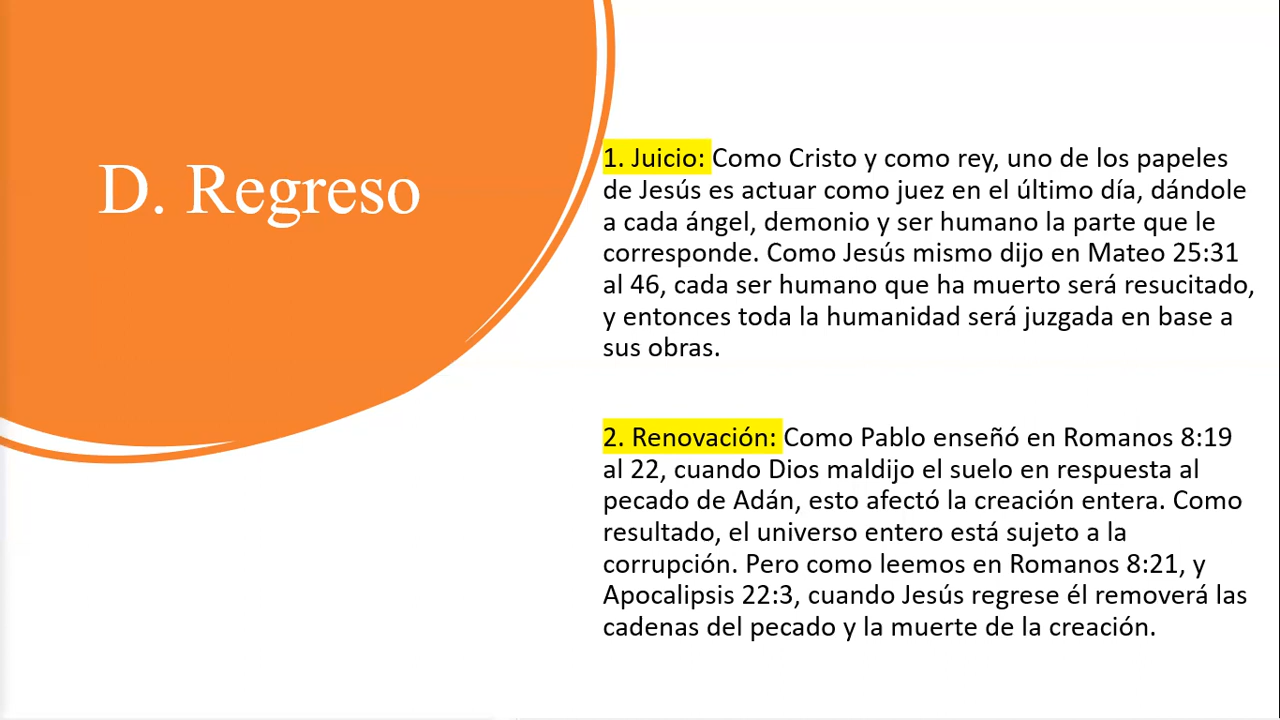 D. Regreso
1. Juicio: Como Cristo y como rey, uno de los papeles
de Jesús es actuar como juez en el último día, dándole
a cada ángel, demonio y ser humano la parte que le
corresponde. Como Jesús mismo dijo en Mateo 25:31
al 46, cada ser humano que ha muerto será resucitado,
y entonces toda la humanidad será juzgada en base a
sus obras.
2. Renovación: Como Pablo enseñó en Romanos 8:19
al 22, cuando Dios maldijo el suelo en respuesta al
pecado de Adán, esto afectó la creación entera. Como
resultado, el universo entero está sujeto a la
corrupción. Pero como leemos en Romanos 8:21, y
Apocalipsis 22:3, cuando Jesús regrese él removerá las
cadenas del pecado y la muerte de la creación.